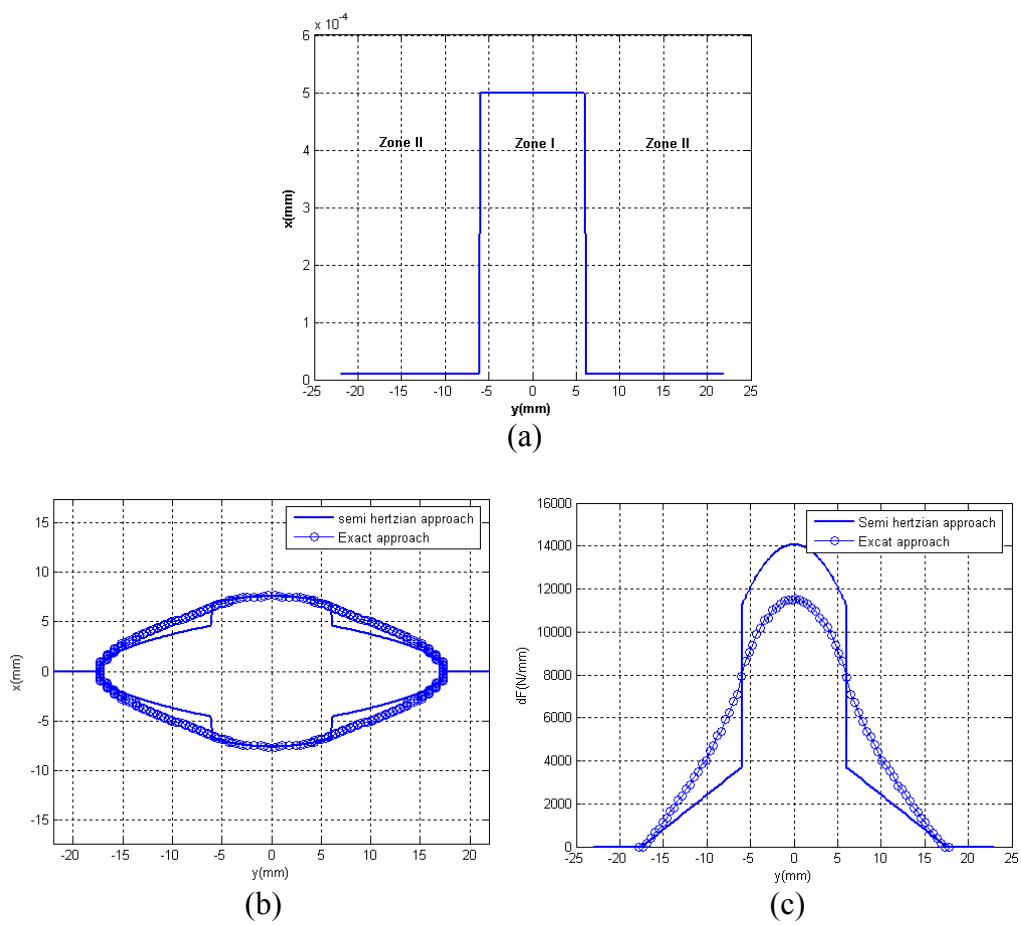 x 10⁻⁴
6
5
4
3
2
1
0
x(mm)
Zone II
Zone I
Zone II
-25 -20 -15 -10 -5 0 5 10 15 20 25
y(mm)
(a)
semi hertzian approach
Exact approach
15
10
5
0
-5
-10
-15
x(mm)
-20 -15 -10 -5 0 5 10 15 20
y(mm)
(b)
Semi hertzian approach
Excat approach
16000
14000
12000
10000
8000
6000
4000
2000
0
dF(N/mm)
-25 -20 -15 -10 -5 0 5 10 15 20 25
y(mm)
(c)